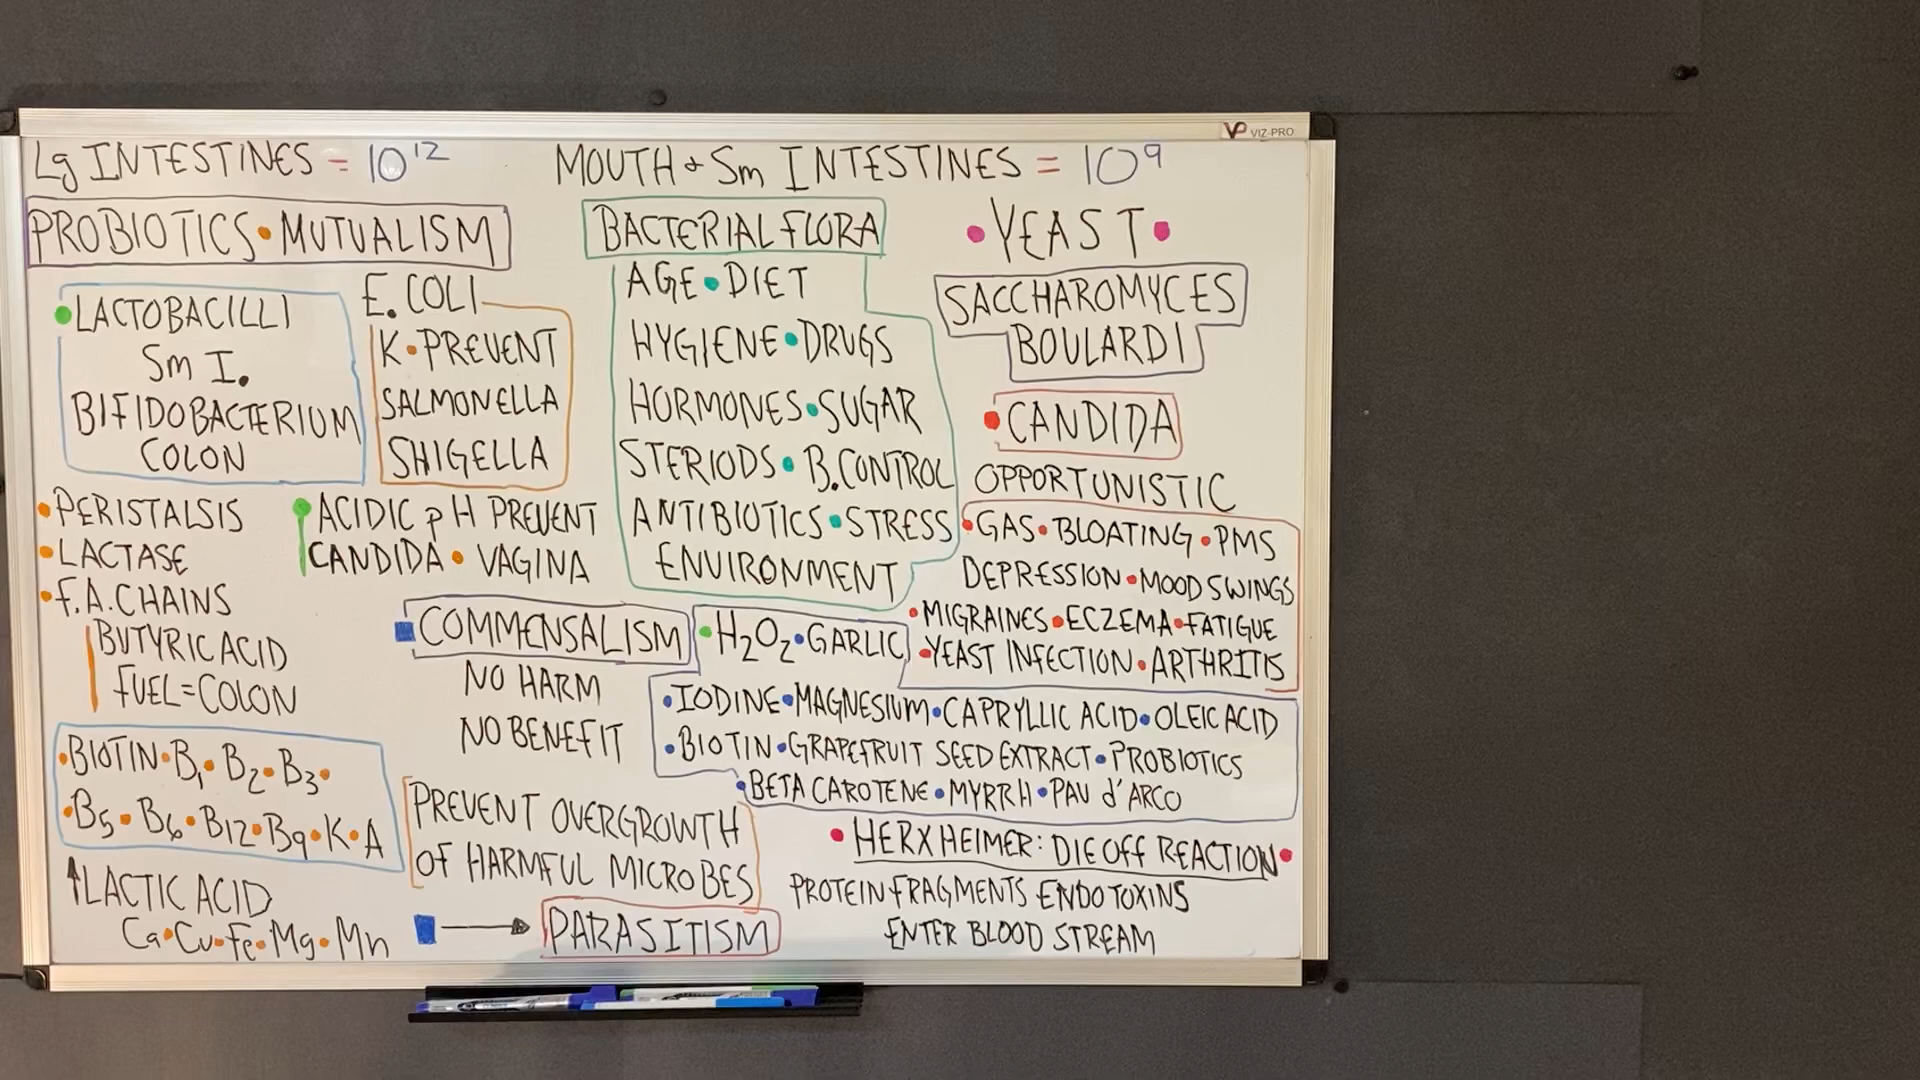 VP VIZ-PRO
Lg INTESTINES = 10¹²
MOUTH & Sm INTESTINES = 10⁹
PROBIOTICS • MUTUALISM
• LACTOBACILLI
Sm I.
BIFIDOBACTERIUM
COLON
E. COLI
K • PREVENT
SALMONELLA
SHIGELLA
• PERISTALSIS
• LACTASE
• F.A. CHAINS
BUTYRIC ACID
FUEL = COLON
• ACIDIC pH PREVENT
CANDIDA • VAGINA
• BIOTIN • B₁ • B₂ • B₃ •
• B₅ • B₆ • B12 • B9 • K • A
↑ LACTIC ACID
Ca • Cu • Fe • Mg • Mn
COMMENSALISM
NO HARM
NO BENEFIT
PREVENT OVERGROWTH
OF HARMFUL MICROBES
→ PARASITISM
BACTERIAL FLORA
AGE • DIET
HYGIENE • DRUGS
HORMONES • SUGAR
STERIODS • B. CONTROL
ANTIBIOTICS • STRESS
ENVIRONMENT
• YEAST •
SACCHAROMYCES
BOULARDI
• CANDIDA
OPPORTUNISTIC
• GAS • BLOATING • PMS
DEPRESSION • MOOD SWINGS
• MIGRAINES • ECZEMA • FATIGUE
• YEAST INFECTION • ARTHRITIS
• H₂O₂ • GARLIC
• IODINE • MAGNESIUM • CAPRYLLIC ACID • OLEIC ACID
• BIOTIN • GRAPEFRUIT SEED EXTRACT • PROBIOTICS
• BETA CAROTENE • MYRRH • PAU d'ARCO
• HERXHEIMER: DIE OFF REACTION •
PROTEIN FRAGMENTS ENDOTOXINS
ENTER BLOOD STREAM